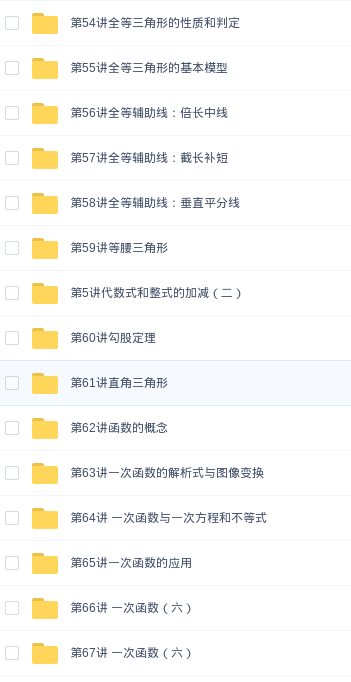 第54讲全等三角形的性质和判定
第55讲全等三角形的基本模型
第56讲全等辅助线：倍长中线
第57讲全等辅助线：截长补短
第58讲全等辅助线：垂直平分线
第59讲等腰三角形
第5讲代数式和整式的加减（二）
第60讲勾股定理
第61讲直角三角形
第62讲函数的概念
第63讲一次函数的解析式与图像变换
第64讲 一次函数与一次方程和不等式
第65讲一次函数的应用
第66讲 一次函数（六）
第67讲 一次函数（六）